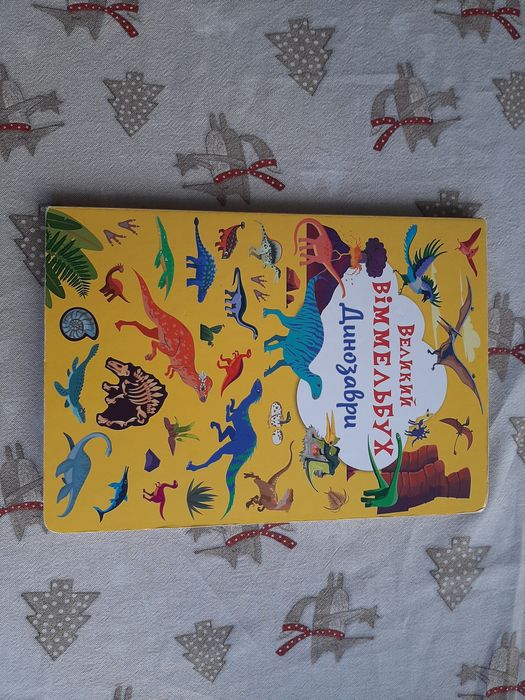 Великий
Віммельбух
Динозаври